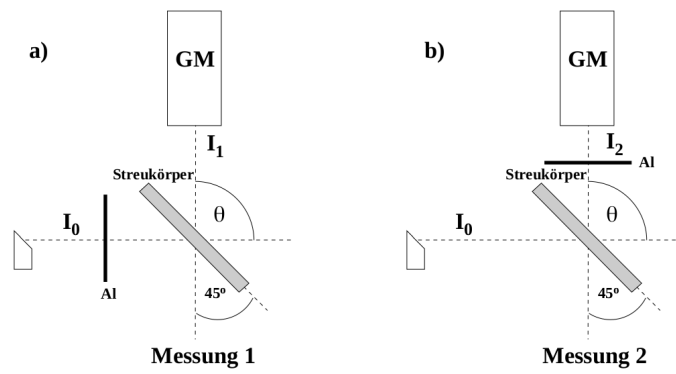 a)
GM
I1
Streukörper
I0
θ
Al
45º
Messung 1
b)
GM
I2
Al
Streukörper
I0
θ
45º
Messung 2